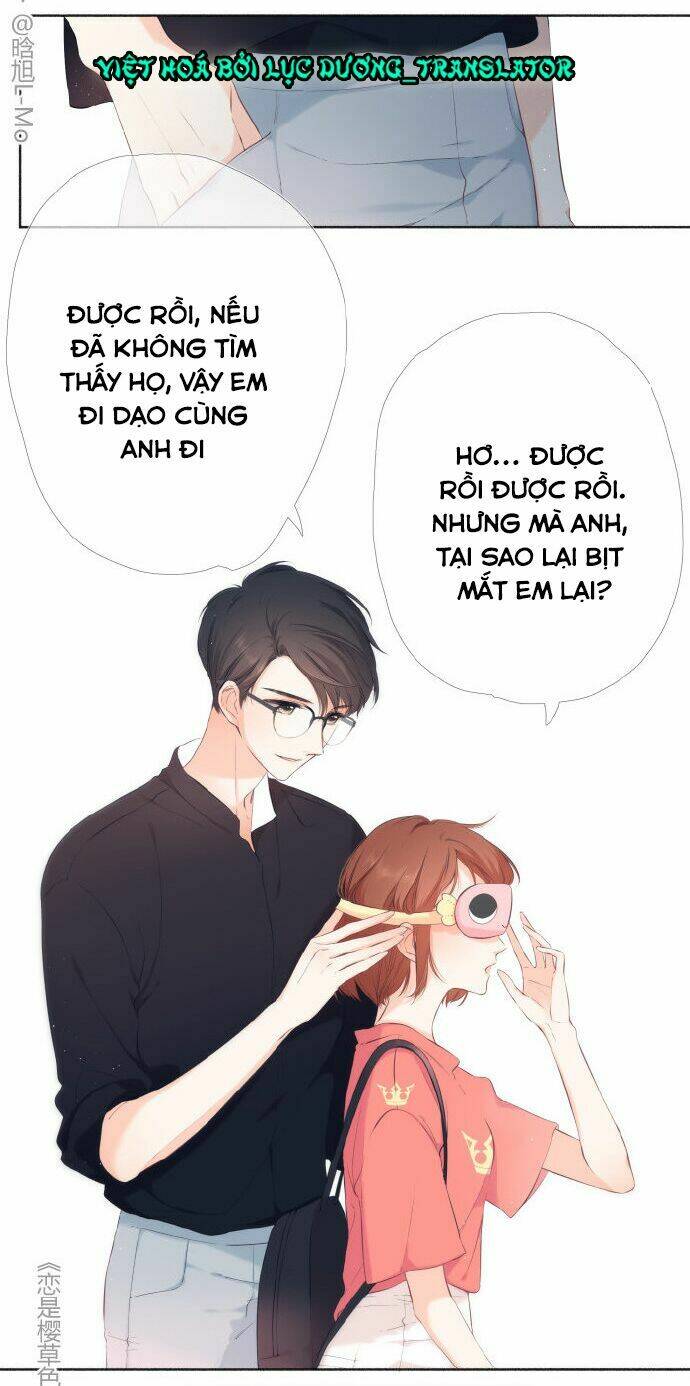 @晗旭L-Mo
VIỆT HOÁ BỞI LỤC DƯƠNG_TRANSLATOR
ĐƯỢC RỒI, NẾU
ĐÃ KHÔNG TÌM
THẤY HỌ, VẬY EM
ĐI DẠO CÙNG
ANH ĐI
HƠ... ĐƯỢC
RỒI ĐƯỢC RỒI.
NHƯNG MÀ ANH,
TẠI SAO LẠI BỊT
MẮT EM LẠI?
《恋是樱草色